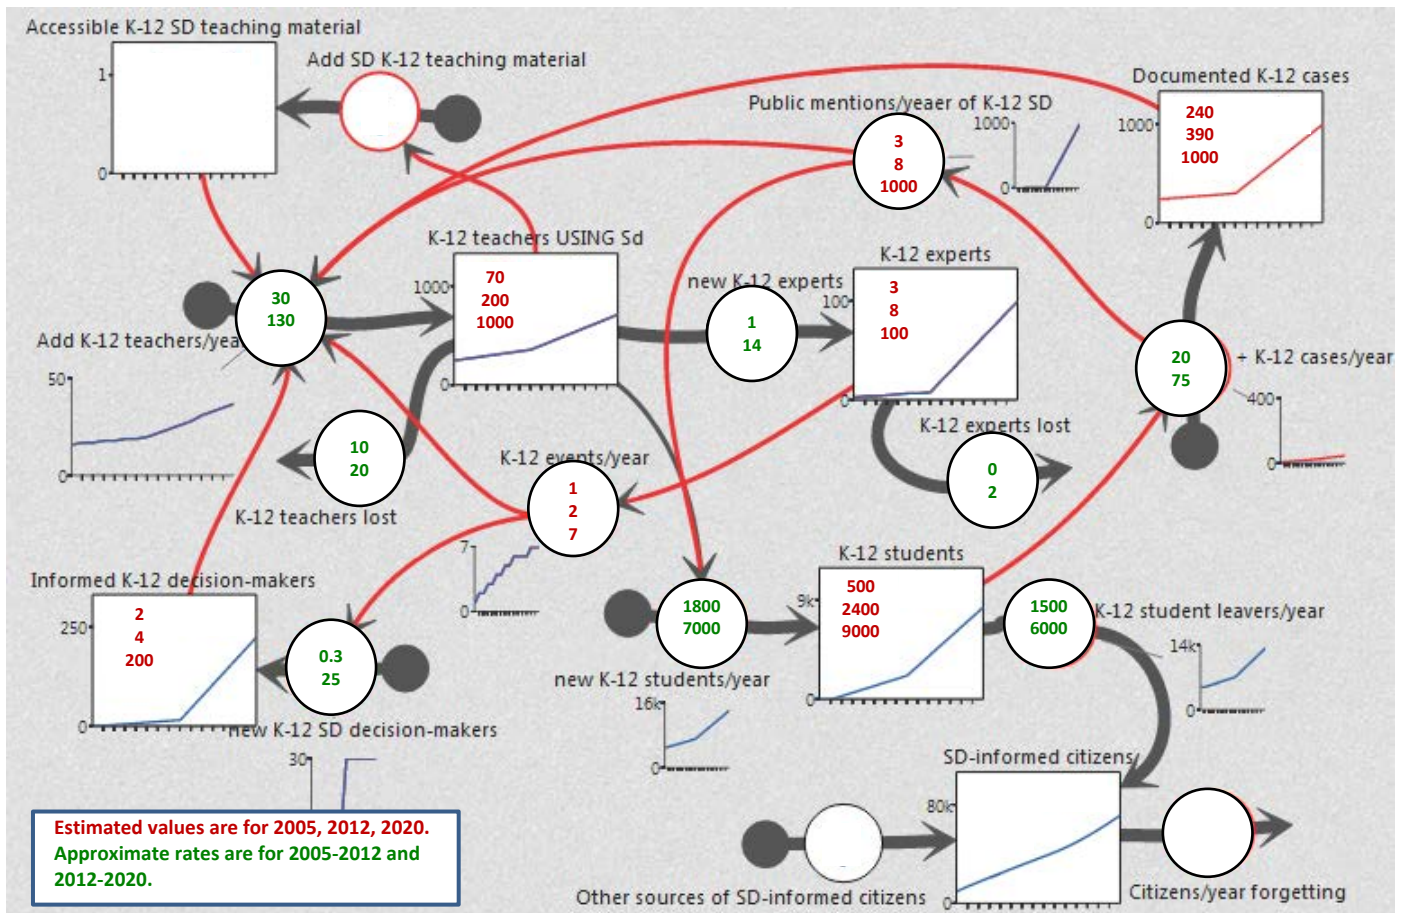 Accessible K-12 SD teaching material
1
0
Add SD K-12 teaching material
Public mentions/yeaer of K-12 SD
3
8
1000
1000
0
Documented K-12 cases
240
390
1000
1000
0
K-12 teachers USING Sd
70
200
1000
1000
0
30
130
Add K-12 teachers/year
50
0
10
20
K-12 teachers lost
new K-12 experts
1
14
K-12 experts
3
8
100
100
0
K-12 experts lost
0
2
20
75
+ K-12 cases/year
400
0
K-12 events/year
1
2
7
7
0
Informed K-12 decision-makers
2
4
200
250
0
0.3
25
new K-12 SD decision-makers
30
1800
7000
new K-12 students/year
16k
0
K-12 students
500
2400
9000
9k
0
1500
6000
K-12 student leavers/year
14k
0
SD-informed citizens
80k
0
Other sources of SD-informed citizens
Citizens/year forgetting
Estimated values are for 2005, 2012, 2020.
Approximate rates are for 2005-2012 and
2012-2020.